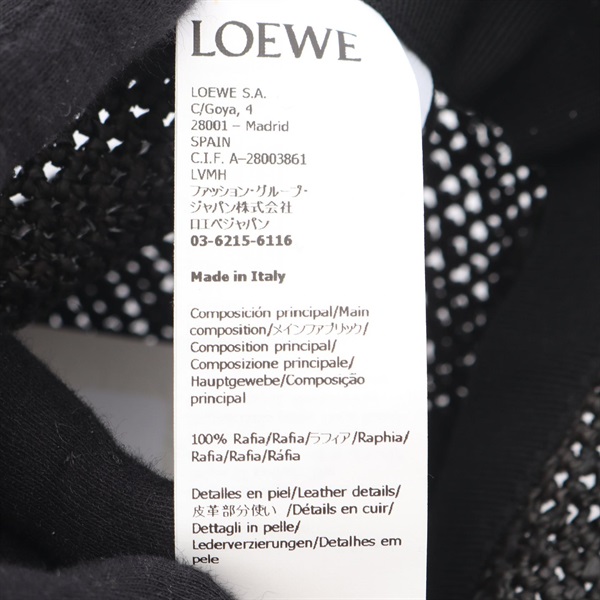 LOEWE
LOEWE S.A.
C/Goya, 4
28001 – Madrid
SPAIN
C.I.F. A–28003861
LVMH
ファッション・グループ・
ジャパン株式会社
ロエベジャパン
03-6215-6116
Made in Italy
Composición principal/Main
composition/メインファブリック/
Composition principal/
Composizione principale/
Hauptgewebe/Composição
principal
100% Rafia/Rafia/ラフィア/Raphia/
Rafia/Rafia/Ráfia
Detalles en piel/Leather details/
皮革部分使い /Détails en cuir/
Dettagli in pelle/
Lederverzierungen/Detalhes em
pele